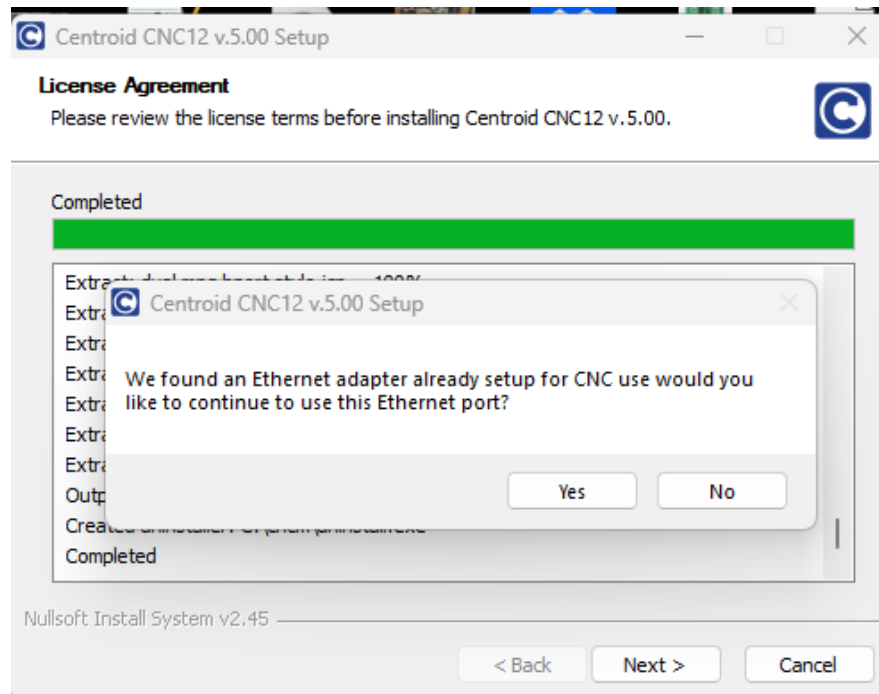 Centroid CNC12 v.5.00 Setup
License Agreement
Please review the license terms before installing Centroid CNC12 v.5.00.
Completed
Centroid CNC12 v.5.00 Setup
We found an Ethernet adapter already setup for CNC use would you
like to continue to use this Ethernet port?
Yes No
Completed
Nullsoft Install System v2.45
< Back Next > Cancel